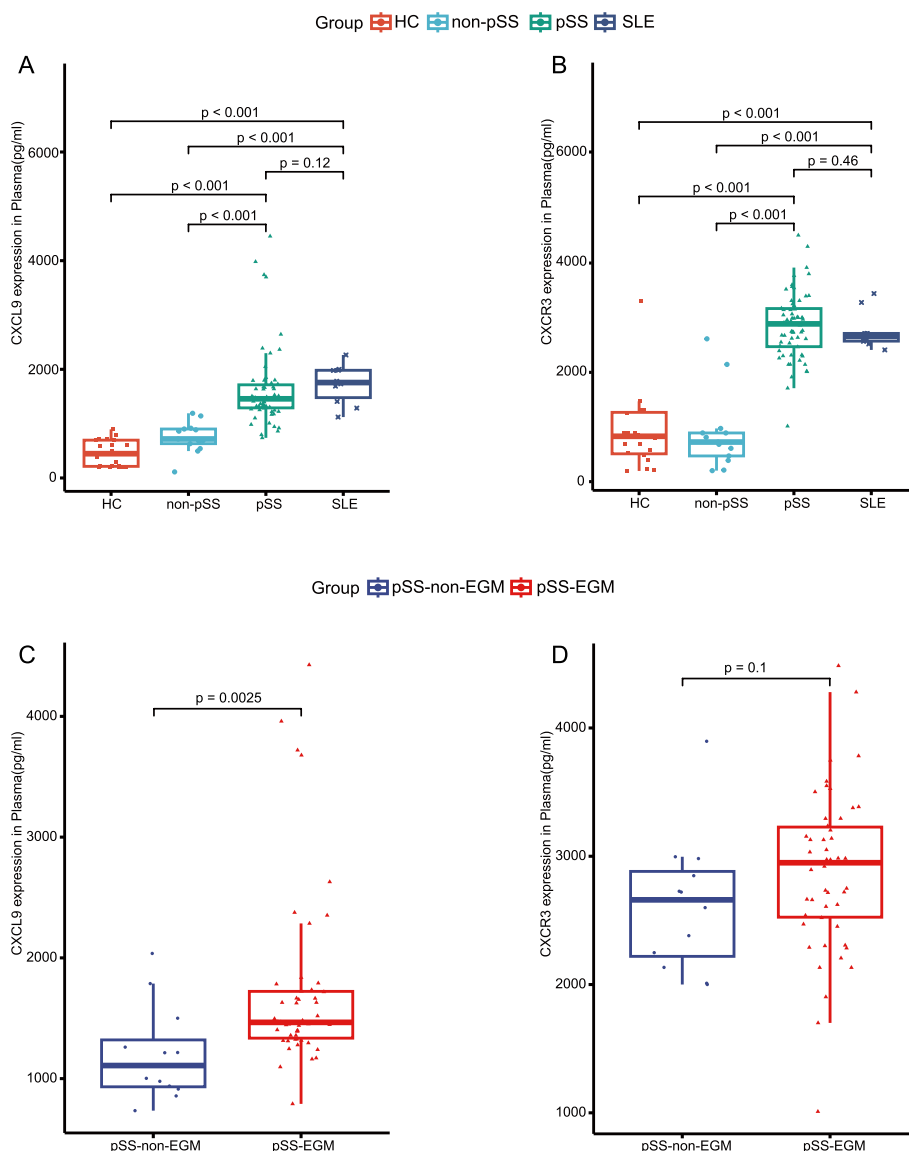 Group HC non-pSS pSS SLE
A
CXCL9 expression in Plasma(pg/ml)
6000
4000
2000
0
p < 0.001
p < 0.001
p = 0.12
p < 0.001
p < 0.001
HC non-pSS pSS SLE
B
CXCR3 expression in Plasma(pg/ml)
6000
4000
2000
0
p < 0.001
p < 0.001
p = 0.46
p < 0.001
p < 0.001
HC non-pSS pSS SLE
Group pSS-non-EGM pSS-EGM
C
CXCL9 expression in Plasma(pg/ml)
4000
3000
2000
1000
p = 0.0025
pSS-non-EGM pSS-EGM
D
CXCR3 expression in Plasma(pg/ml)
4000
3000
2000
1000
p = 0.1
pSS-non-EGM pSS-EGM